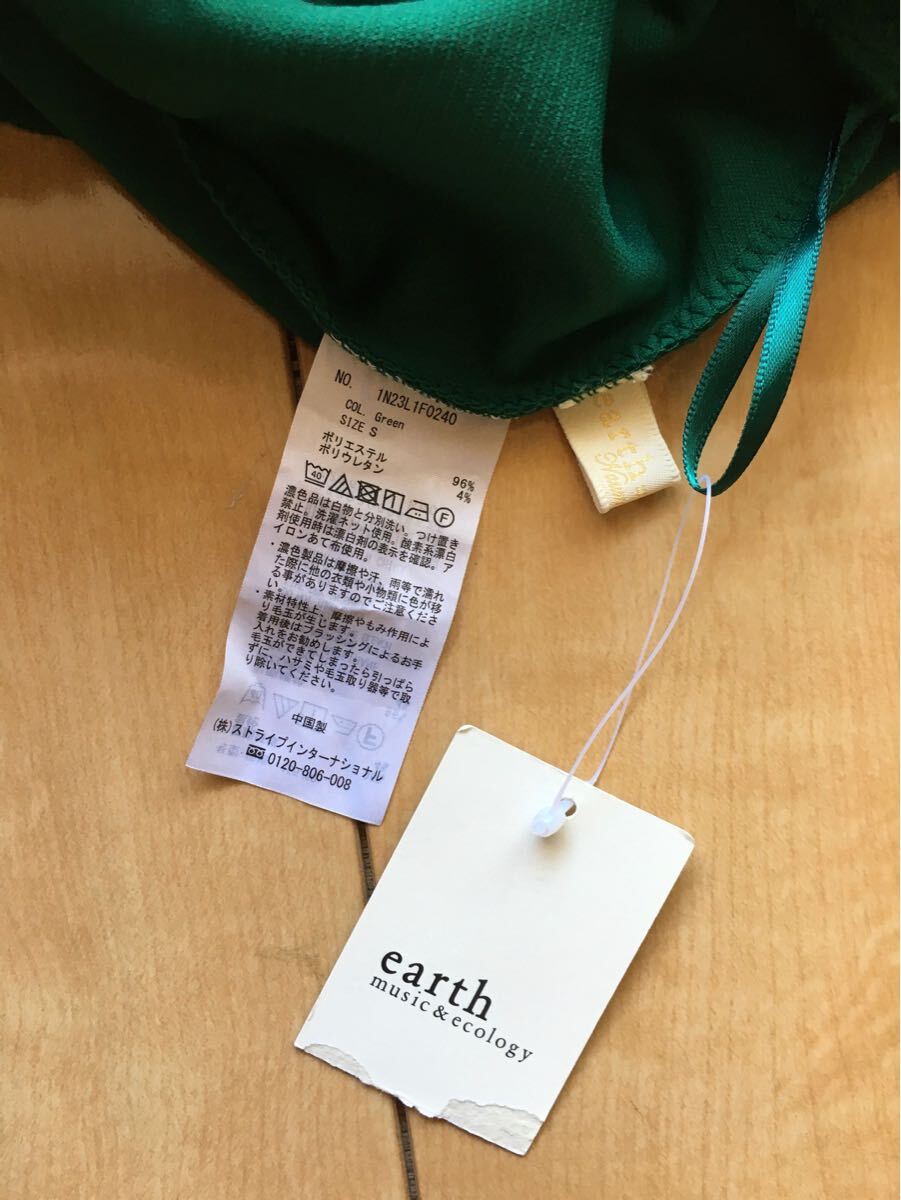 NO. 1N23L1F0240
COL. Green
SIZE S
ポリエステル 96%
ポリウレタン 4%
40 F
濃色品は白物と分別洗い。つけ置き
禁止。洗濯ネット使用。酸素系漂白
剤使用時は漂白剤の表示を確認。ア
イロンあて布使用。
・濃色製品は摩擦や汗、雨等で濡れ
た際に他の衣類や小物類に色が移
る事がありますのでご注意くださ
い。
・素材特性上、摩擦やもみ作用によ
り毛玉が生じます。
着用後はブラッシングによるお手
入れをお勧めします。
毛玉ができてしまったら引っぱら
ずに、ハサミや毛玉取り器等で取
り除いてください。
中国製
(株)ストライプインターナショナル
0120-806-008
earth
music&ecology